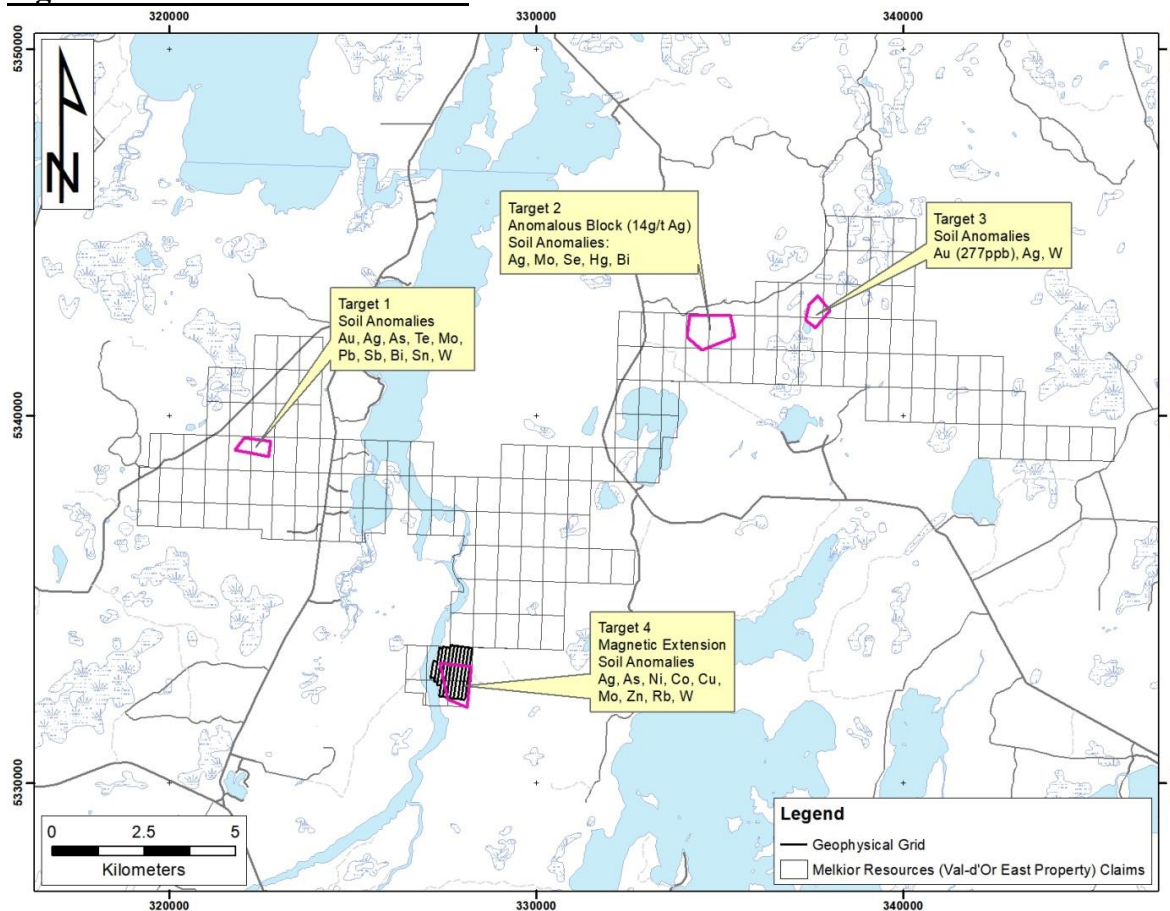 320000
330000
340000
5350000
5340000
5330000
N
Target 2
Anomalous Block (14g/t Ag)
Soil Anomalies:
Ag, Mo, Se, Hg, Bi
Target 3
Soil Anomalies
Au (277ppb), Ag, W
Target 1
Soil Anomalies
Au, Ag, As, Te, Mo,
Pb, Sb, Bi, Sn, W
5340000
Target 4
Magnetic Extension
Soil Anomalies
Ag, As, Ni, Co, Cu,
Mo, Zn, Rb, W
5330000
0 2.5 5
Kilometers
Legend
Geophysical Grid
Melkior Resources (Val-d'Or East Property) Claims
320000
330000
340000